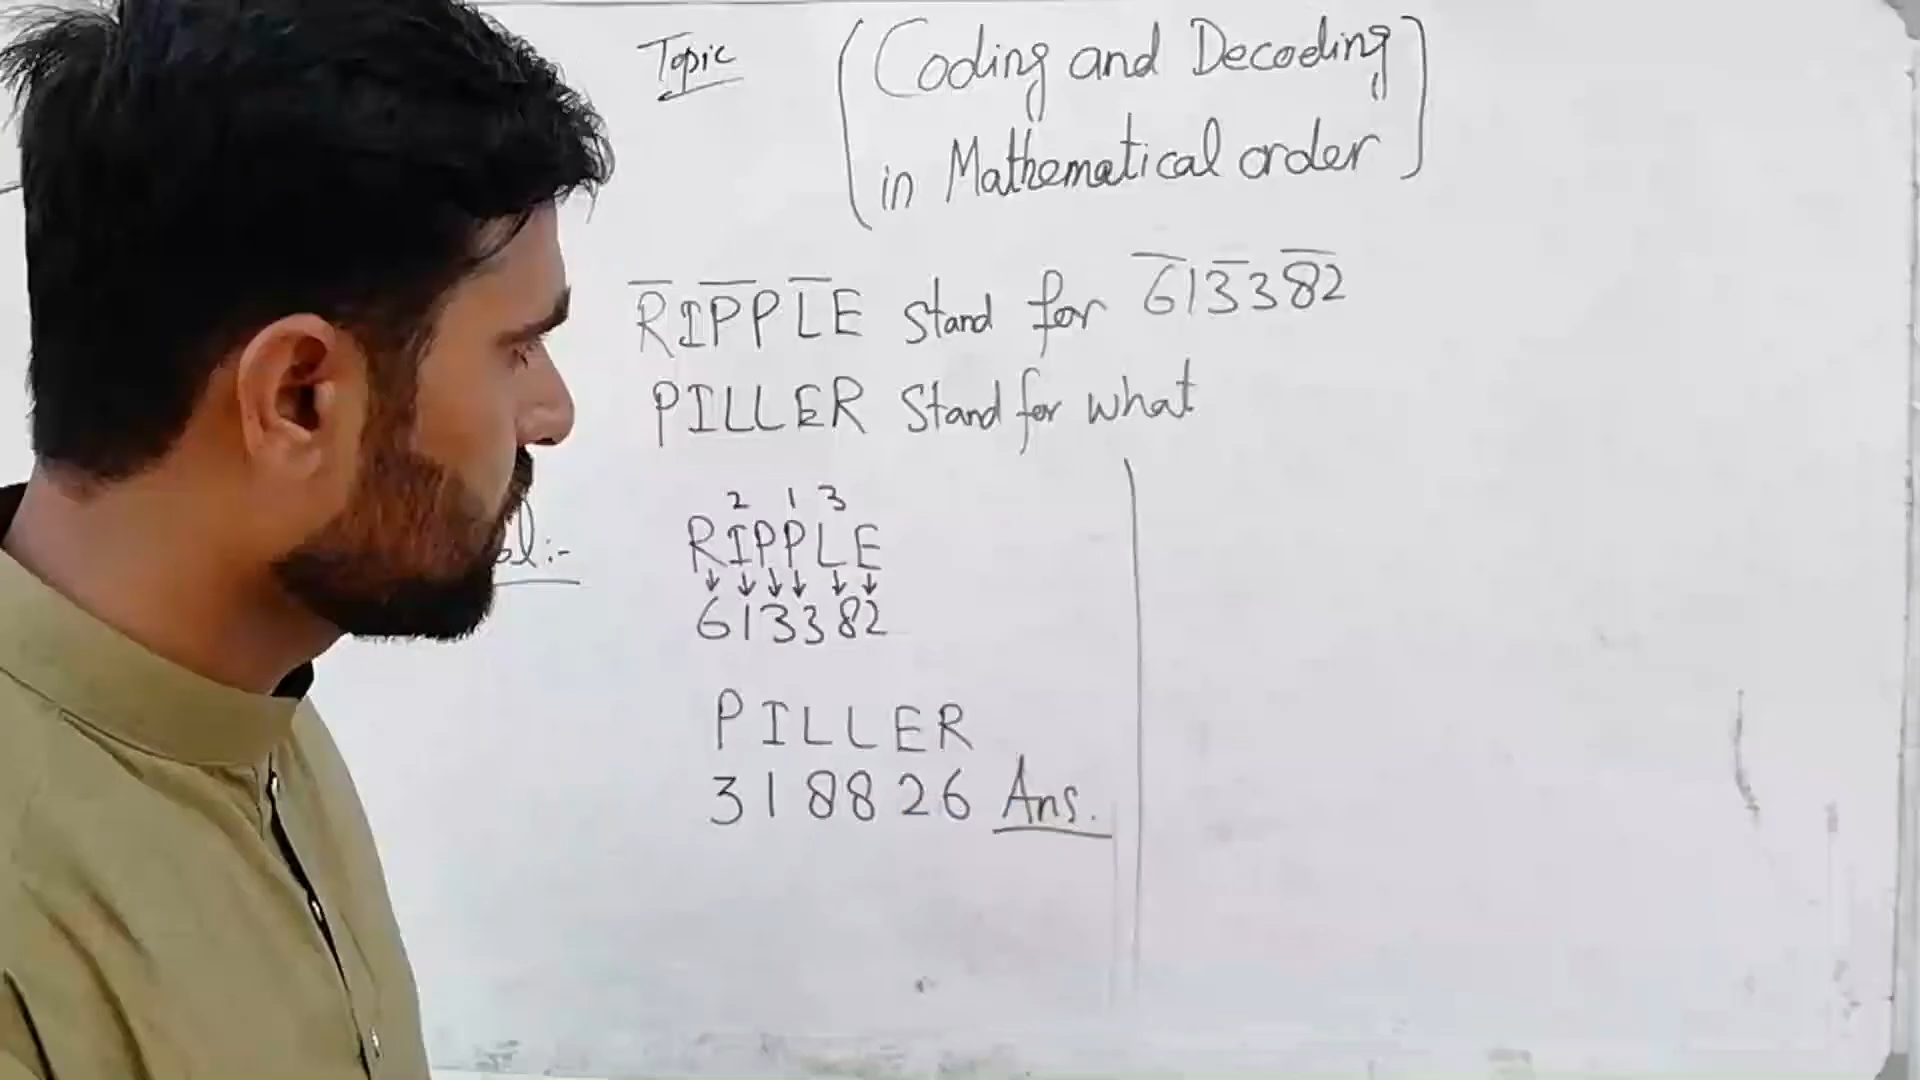 Topic (Coding and Decoding
in Mathematical order)
RIPPLE stand for 613382
PILLER stand for what
2 1 3
ol:- RIPPLE
↓ ↓ ↓ ↓ ↓ ↓
613382
PILLER
318826 Ans.